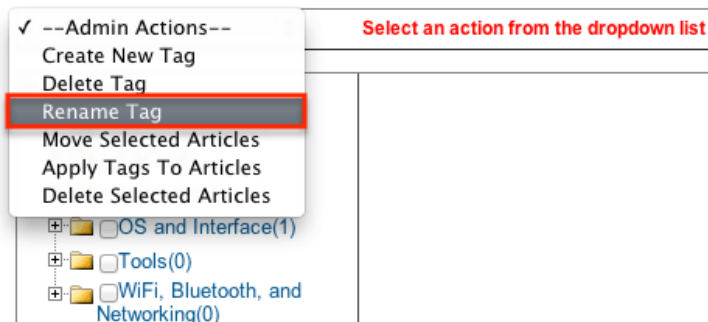 ✓ --Admin Actions--
Select an action from the dropdown list
Create New Tag
Delete Tag
Rename Tag
Move Selected Articles
Apply Tags To Articles
Delete Selected Articles
OS and Interface(1)
Tools(0)
WiFi, Bluetooth, and
Networking(0)